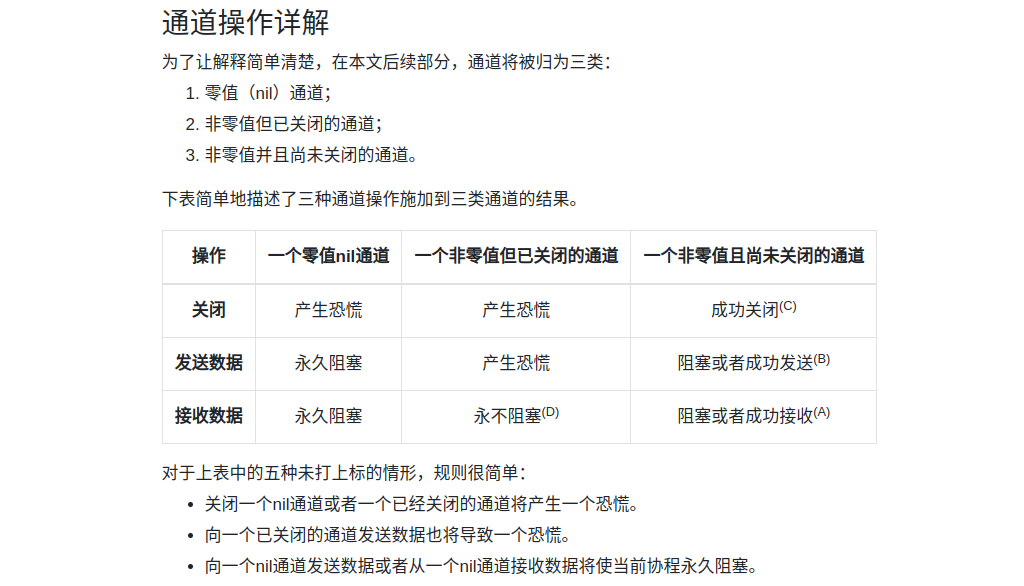 通道操作详解
为了让解释简单清楚，在本文后续部分，通道将被归为三类：
1. 零值（nil）通道；
2. 非零值但已关闭的通道；
3. 非零值并且尚未关闭的通道。
下表简单地描述了三种通道操作施加到三类通道的结果。
操作 一个零值nil通道 一个非零值但已关闭的通道 一个非零值且尚未关闭的通道
关闭 产生恐慌 产生恐慌 成功关闭(C)
发送数据 永久阻塞 产生恐慌 阻塞或者成功发送(B)
接收数据 永久阻塞 永不阻塞(D) 阻塞或者成功接收(A)
对于上表中的五种未打上标的情形，规则很简单：
• 关闭一个nil通道或者一个已经关闭的通道将产生一个恐慌。
• 向一个已关闭的通道发送数据也将导致一个恐慌。
• 向一个nil通道发送数据或者从一个nil通道接收数据将使当前协程永久阻塞。